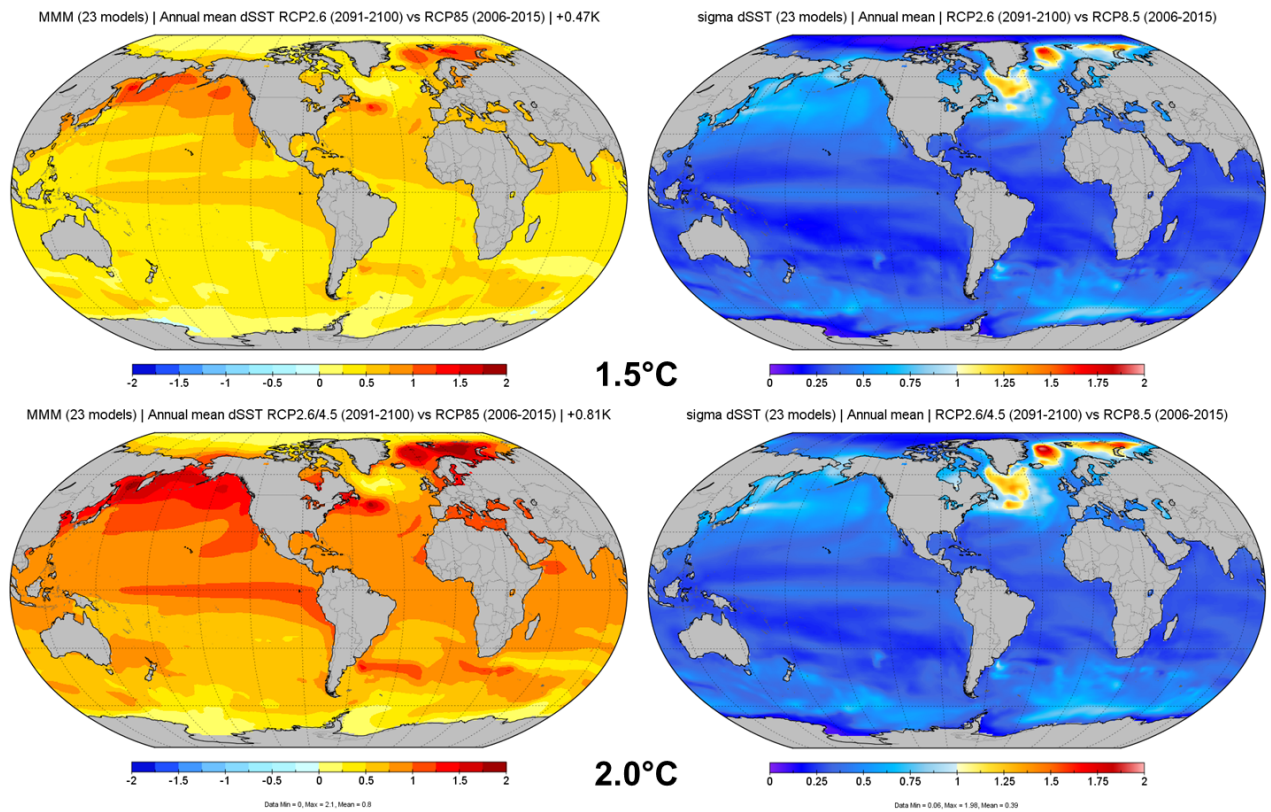 MMM (23 models) | Annual mean dSST RCP2.6 (2091-2100) vs RCP85 (2006-2015) | +0.47K
sigma dSST (23 models) | Annual mean | RCP2.6 (2091-2100) vs RCP8.5 (2006-2015)
-2 -1.5 -1 -0.5 0 0.5 1 1.5 2
1.5°C
0 0.25 0.5 0.75 1 1.25 1.5 1.75 2
MMM (23 models) | Annual mean dSST RCP2.6/4.5 (2091-2100) vs RCP85 (2006-2015) | +0.81K
sigma dSST (23 models) | Annual mean | RCP2.6/4.5 (2091-2100) vs RCP8.5 (2006-2015)
-2 -1.5 -1 -0.5 0 0.5 1 1.5 2
2.0°C
0 0.25 0.5 0.75 1 1.25 1.5 1.75 2
Data Min = 0, Max = 2.1, Mean = 0.8
Data Min = 0.06, Max = 1.98, Mean = 0.39